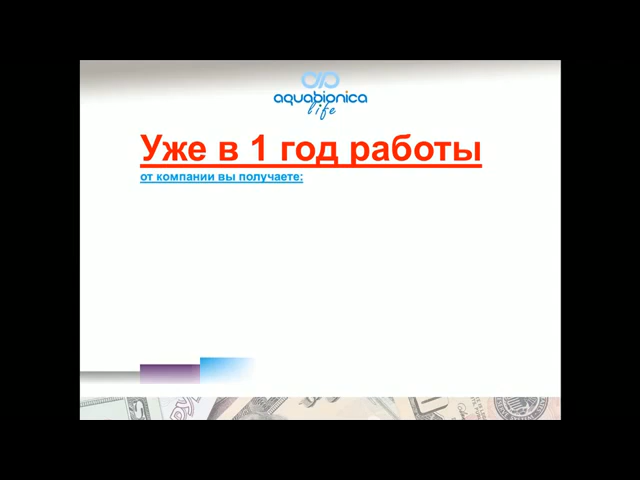 aquabionica
life
Уже в 1 год работы
от компании вы получаете: